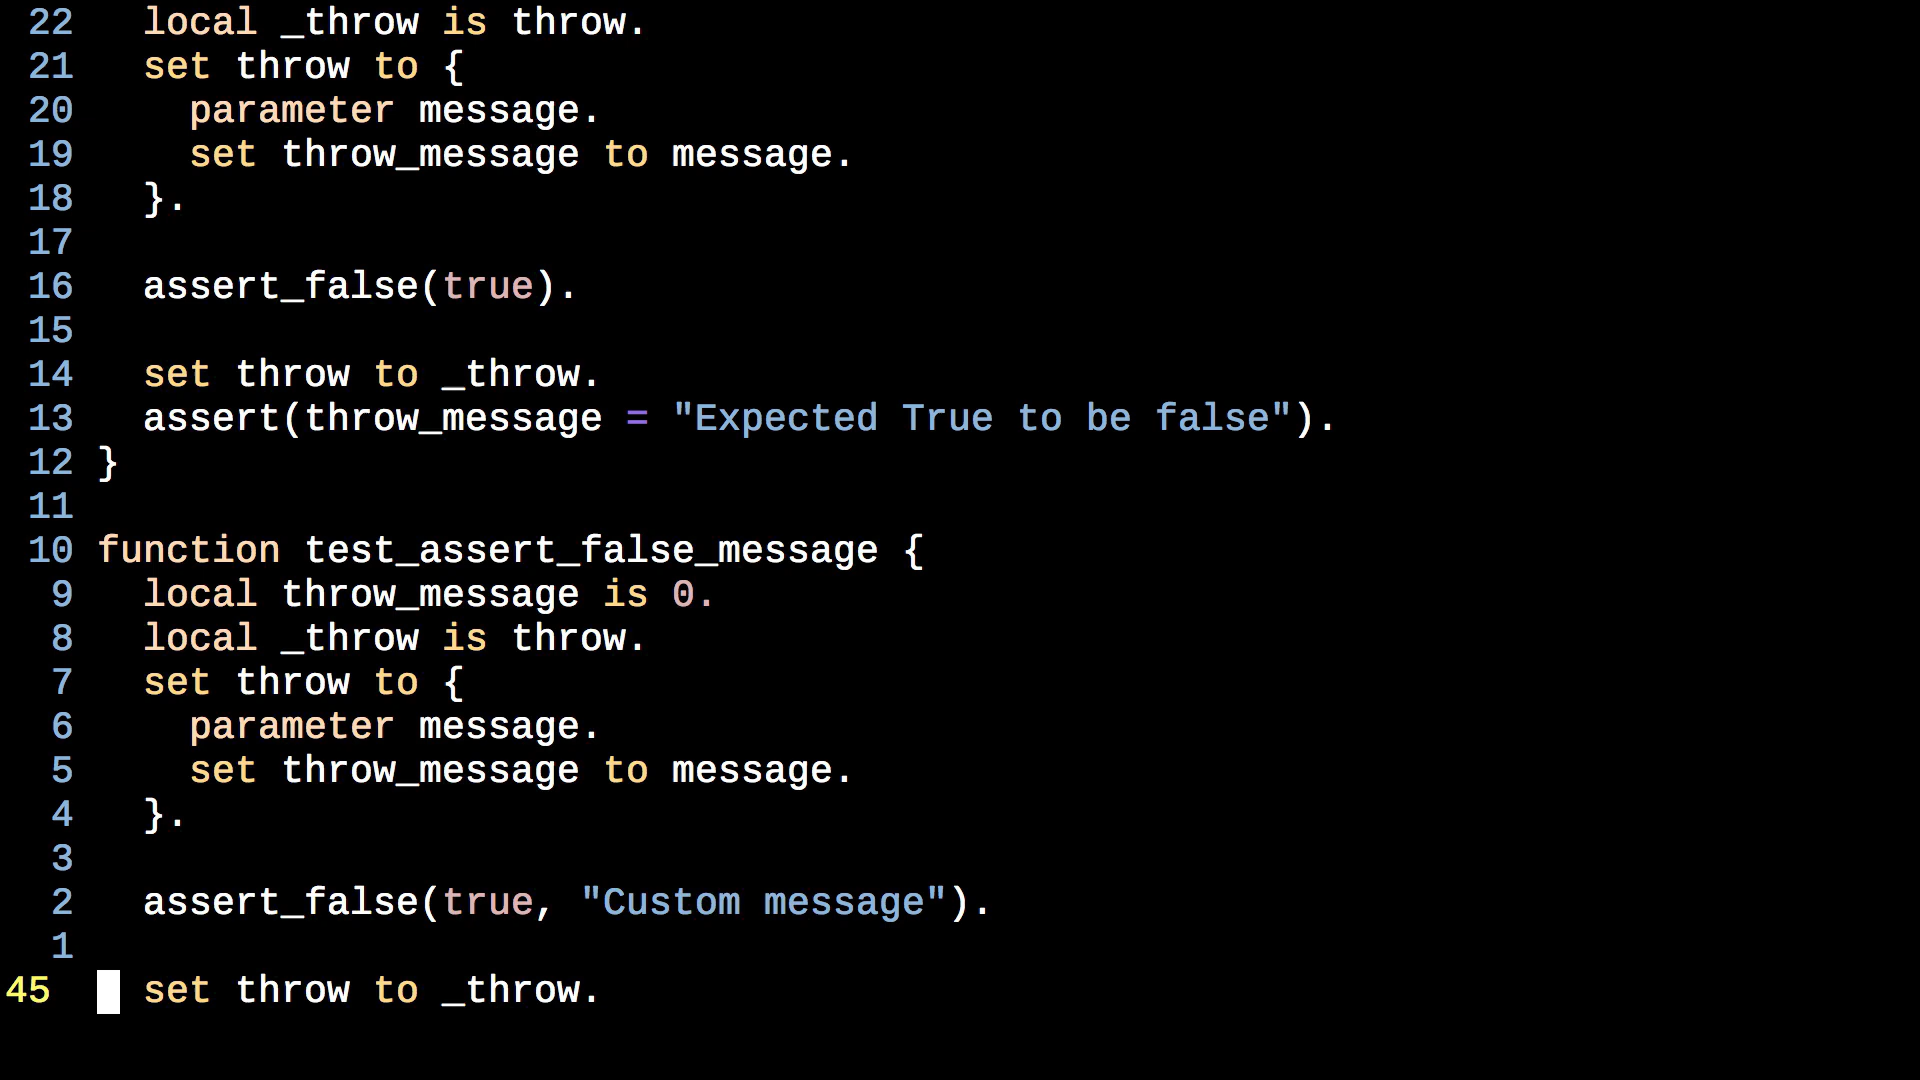 22   local _throw is throw.
21   set throw to {
20     parameter message.
19     set throw_message to message.
18   }.
17
16   assert_false(true).
15
14   set throw to _throw.
13   assert(throw_message = "Expected True to be false").
12 }
11
10 function test_assert_false_message {
 9   local throw_message is 0.
 8   local _throw is throw.
 7   set throw to {
 6     parameter message.
 5     set throw_message to message.
 4   }.
 3
 2   assert_false(true, "Custom message").
 1
45   set throw to _throw.